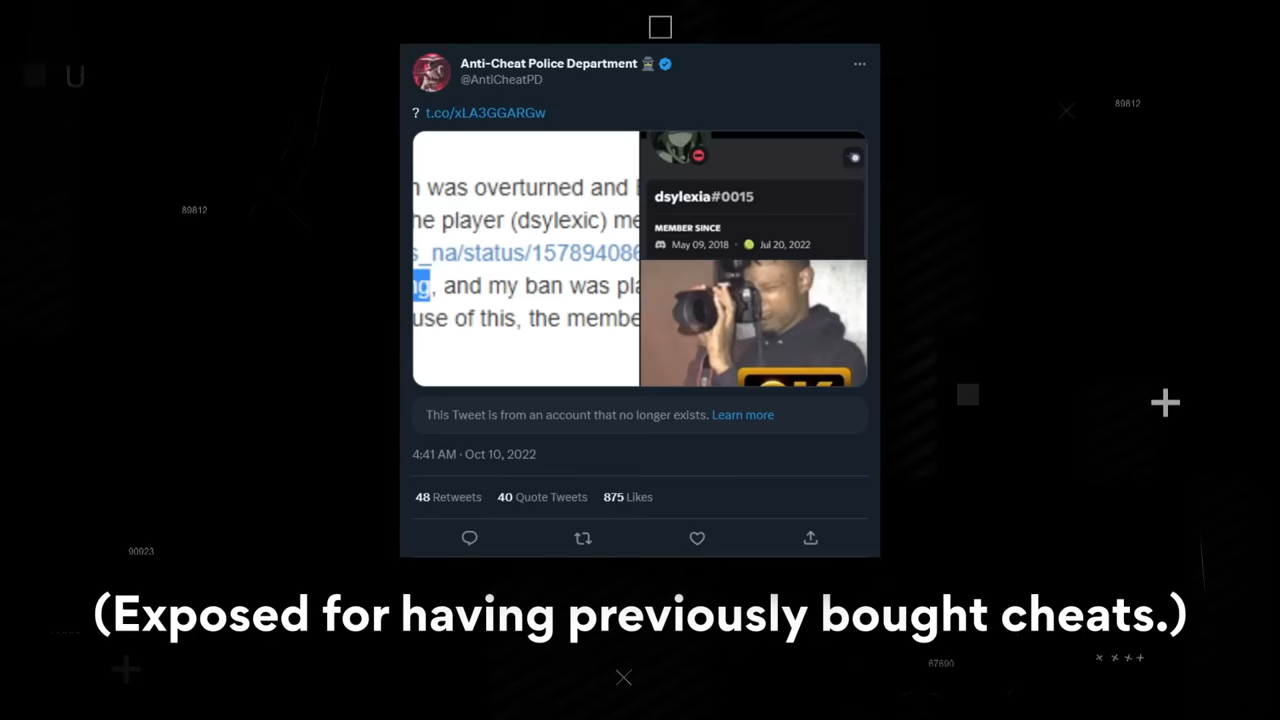 U
89812
89812
Anti-Cheat Police Department
@AntiCheatPD
? t.co/xLA3GGARGw
was overturned and
he player (dsylexic) me
s_na/status/157894086
ng, and my ban was pla
use of this, the membe
dsylexia#0015
MEMBER SINCE
May 09, 2018 · Jul 20, 2022
OK
This Tweet is from an account that no longer exists. Learn more
4:41 AM · Oct 10, 2022
48 Retweets 40 Quote Tweets 875 Likes
90923
(Exposed for having previously bought cheats.)
67890